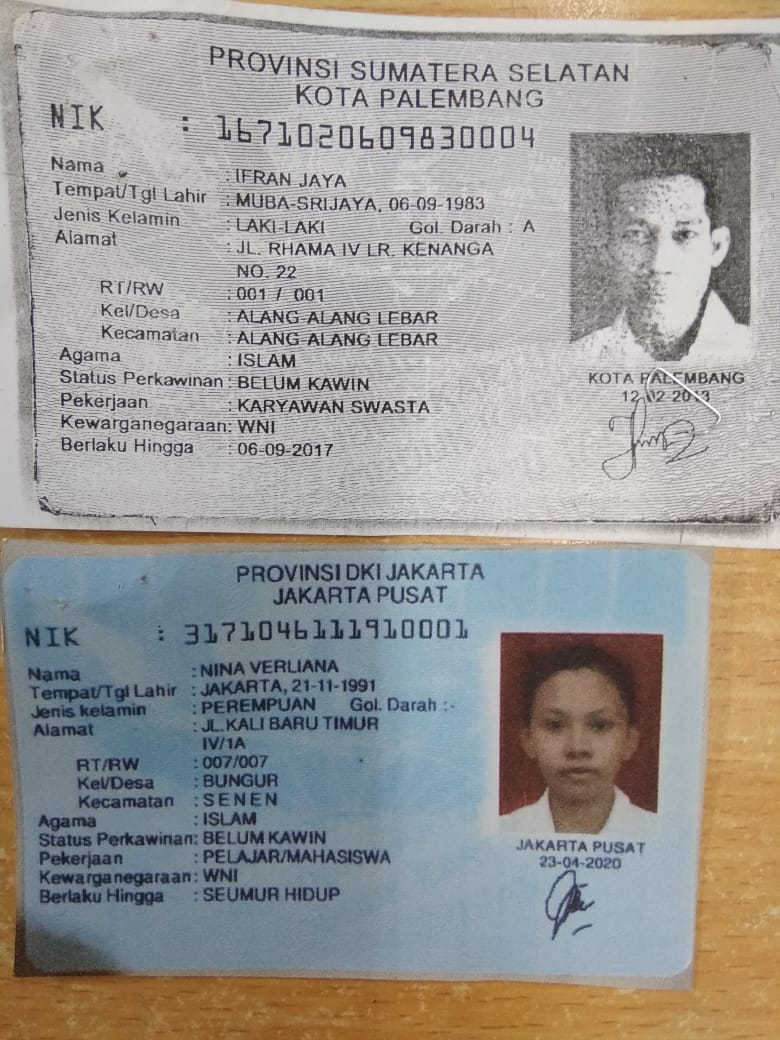 PROVINSI SUMATERA SELATAN
KOTA PALEMBANG
NIK : 1671020609830004
Nama : IFRAN JAYA
Tempat/Tgl Lahir : MUBA-SRIJAYA, 06-09-1983
Jenis Kelamin : LAKI-LAKI Gol. Darah : A
Alamat : JL. RHAMA IV LR. KENANGA
NO. 22
RT/RW : 001 / 001
Kel/Desa : ALANG-ALANG LEBAR
Kecamatan : ALANG-ALANG LEBAR
Agama : ISLAM
Status Perkawinan : BELUM KAWIN
Pekerjaan : KARYAWAN SWASTA
Kewarganegaraan: WNI
Berlaku Hingga : 06-09-2017
KOTA PALEMBANG
12-02-2013
PROVINSI DKI JAKARTA
JAKARTA PUSAT
NIK : 3171046111910001
Nama : NINA VERLIANA
Tempat/Tgl Lahir : JAKARTA, 21-11-1991
Jenis kelamin : PEREMPUAN Gol. Darah :-
Alamat : JL.KALI BARU TIMUR
IV/1A
RT/RW : 007/007
Kel/Desa : BUNGUR
Kecamatan : SENEN
Agama : ISLAM
Status Perkawinan: BELUM KAWIN
Pekerjaan : PELAJAR/MAHASISWA
Kewarganegaraan: WNI
Berlaku Hingga : SEUMUR HIDUP
JAKARTA PUSAT
23-04-2020